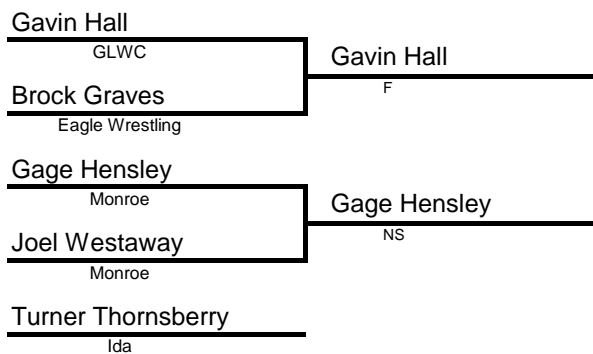 Gavin Hall
GLWC
Gavin Hall
F
Brock Graves
Eagle Wrestling
Gage Hensley
Monroe
Gage Hensley
NS
Joel Westaway
Monroe
Turner Thornsberry
Ida